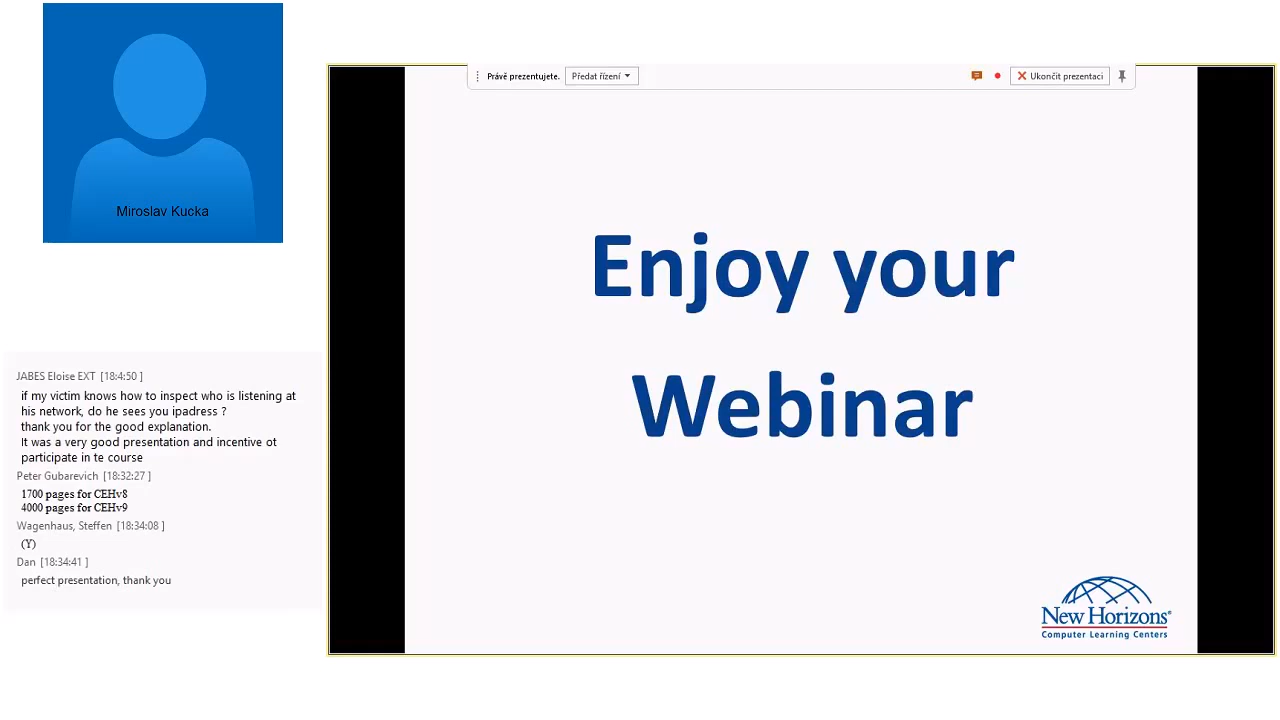 Miroslav Kucka
JABES Eloise EXT [18:4:50 ]
if my victim knows how to inspect who is listening at
his network, do he sees you ipadress ?
thank you for the good explanation.
It was a very good presentation and incentive ot
participate in te course
Peter Gubarevich [18:32:27 ]
1700 pages for CEHv8
4000 pages for CEHv9
Wagenhaus, Steffen [18:34:08 ]
(Y)
Dan [18:34:41 ]
perfect presentation, thank you
Právě prezentujete. Předat řízení Ukončit prezentaci
Enjoy your
Webinar
New Horizons®
Computer Learning Centers